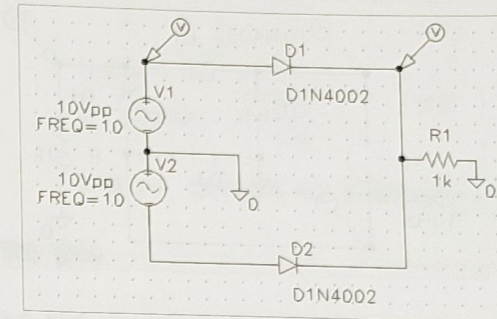 V
V
D1
D1N4002
V1
10Vpp
FREQ=10
V2
10Vpp
FREQ=10
0
R1
1k
0
D2
D1N4002